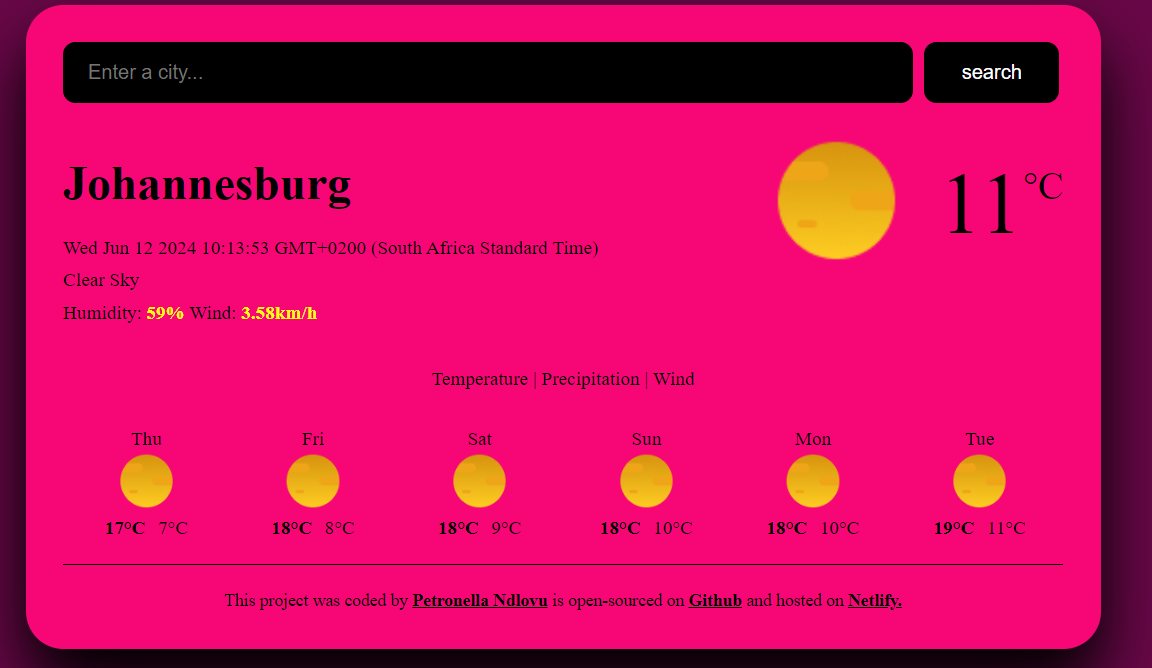 Enter a city...
search
Johannesburg
11 °C
Wed Jun 12 2024 10:13:53 GMT+0200 (South Africa Standard Time)
Clear Sky
Humidity: 59% Wind: 3.58km/h
Temperature | Precipitation | Wind
Thu Fri Sat Sun Mon Tue
17°C 7°C 18°C 8°C 18°C 9°C 18°C 10°C 18°C 10°C 19°C 11°C
This project was coded by Petronella Ndlovu is open-sourced on Github and hosted on Netlify.